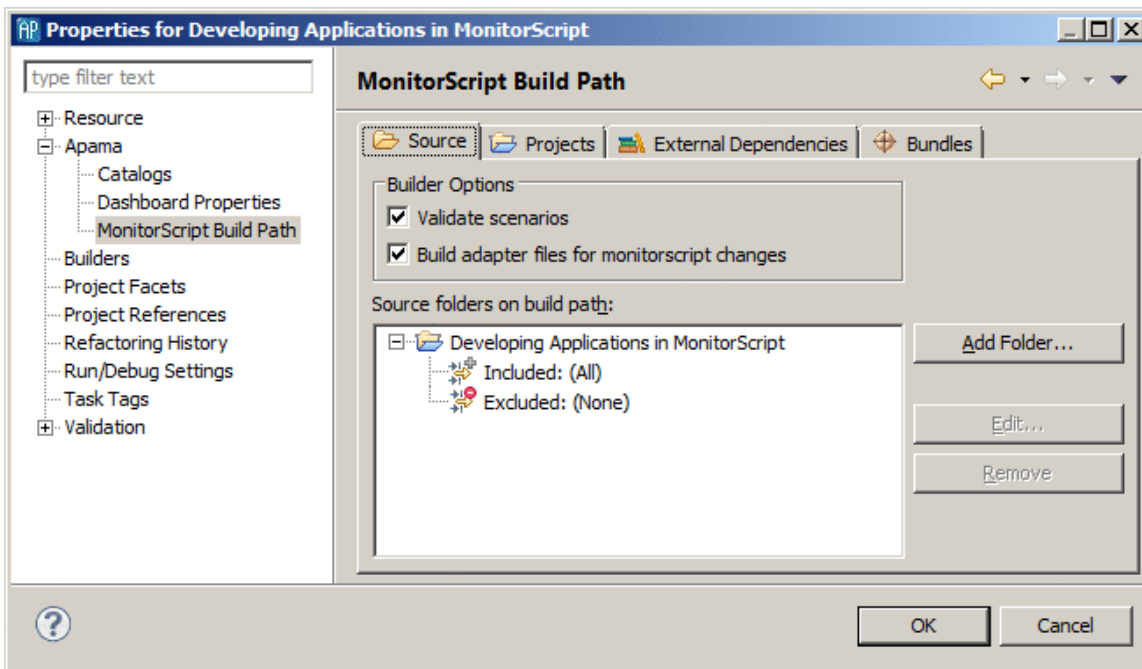 AP Properties for Developing Applications in MonitorScript
type filter text
Resource
Apama
Catalogs
Dashboard Properties
MonitorScript Build Path
Builders
Project Facets
Project References
Refactoring History
Run/Debug Settings
Task Tags
Validation
MonitorScript Build Path
Source Projects External Dependencies Bundles
Builder Options
Validate scenarios
Build adapter files for monitorscript changes
Source folders on build path:
Developing Applications in MonitorScript
Included: (All)
Excluded: (None)
Add Folder...
Edit...
Remove
OK Cancel